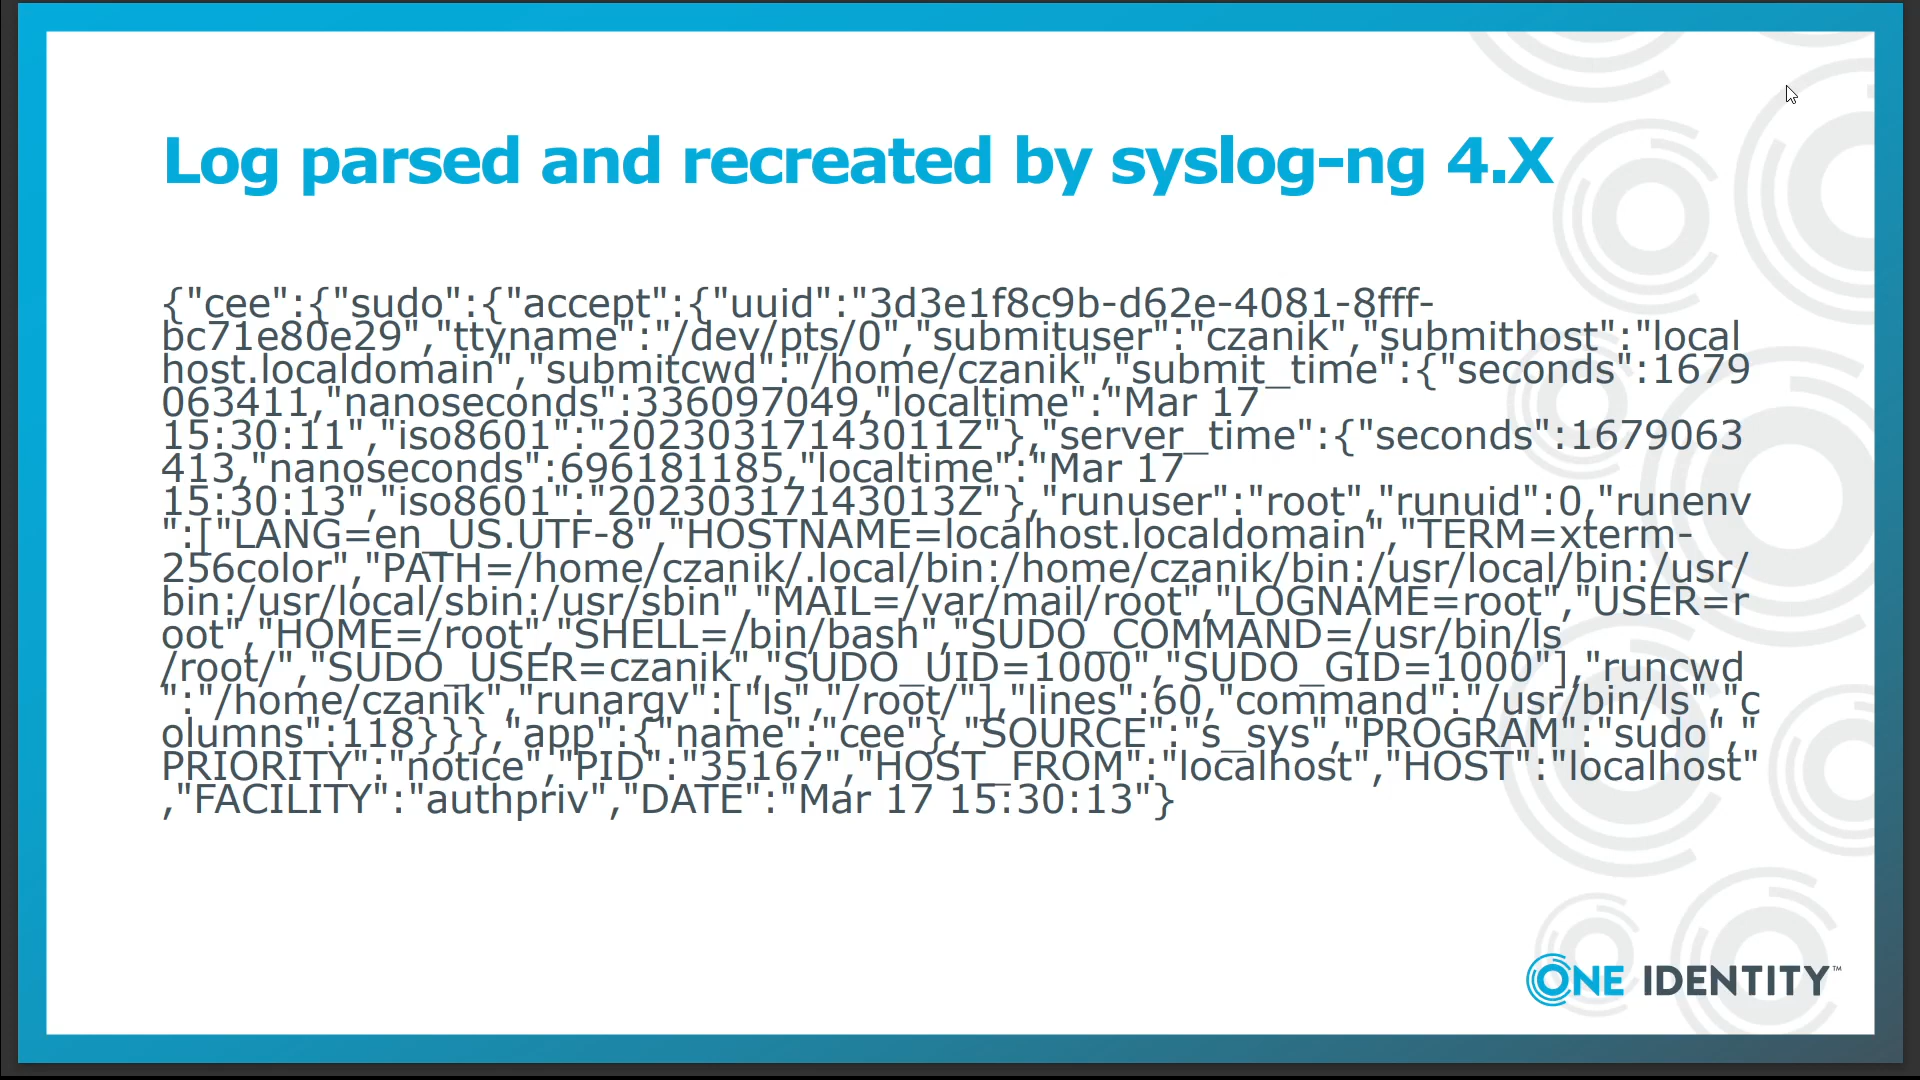 Log parsed and recreated by syslog-ng 4.X
{"cee":{"sudo":{"accept":{"uuid":"3d3e1f8c9b-d62e-4081-8fff-
bc71e80e29","ttyname":"/dev/pts/0","submituser":"czanik","submithost":"local
host.localdomain","submitcwd":"/home/czanik","submit_time":{"seconds":1679
063411,"nanoseconds":336097049,"localtime":"Mar 17
15:30:11","iso8601":"20230317143011Z"},"server_time":{"seconds":1679063
413,"nanoseconds":696181185,"localtime":"Mar 17
15:30:13","iso8601":"20230317143013Z"},"runuser":"root","runuid":0,"runenv
":["LANG=en_US.UTF-8","HOSTNAME=localhost.localdomain","TERM=xterm-
256color","PATH=/home/czanik/.local/bin:/home/czanik/bin:/usr/local/bin:/usr/
bin:/usr/local/sbin:/usr/sbin","MAIL=/var/mail/root","LOGNAME=root","USER=r
oot","HOME=/root","SHELL=/bin/bash","SUDO_COMMAND=/usr/bin/ls
/root/","SUDO_USER=czanik","SUDO_UID=1000","SUDO_GID=1000"],"runcwd
":"/home/czanik","runargv":["ls","/root/"],"lines":60,"command":"/usr/bin/ls","c
olumns":118}}},"app":{"name":"cee"},"SOURCE":"s_sys","PROGRAM":"sudo","
PRIORITY":"notice","PID":"35167","HOST_FROM":"localhost","HOST":"localhost"
,"FACILITY":"authpriv","DATE":"Mar 17 15:30:13"}
ONE IDENTITY™